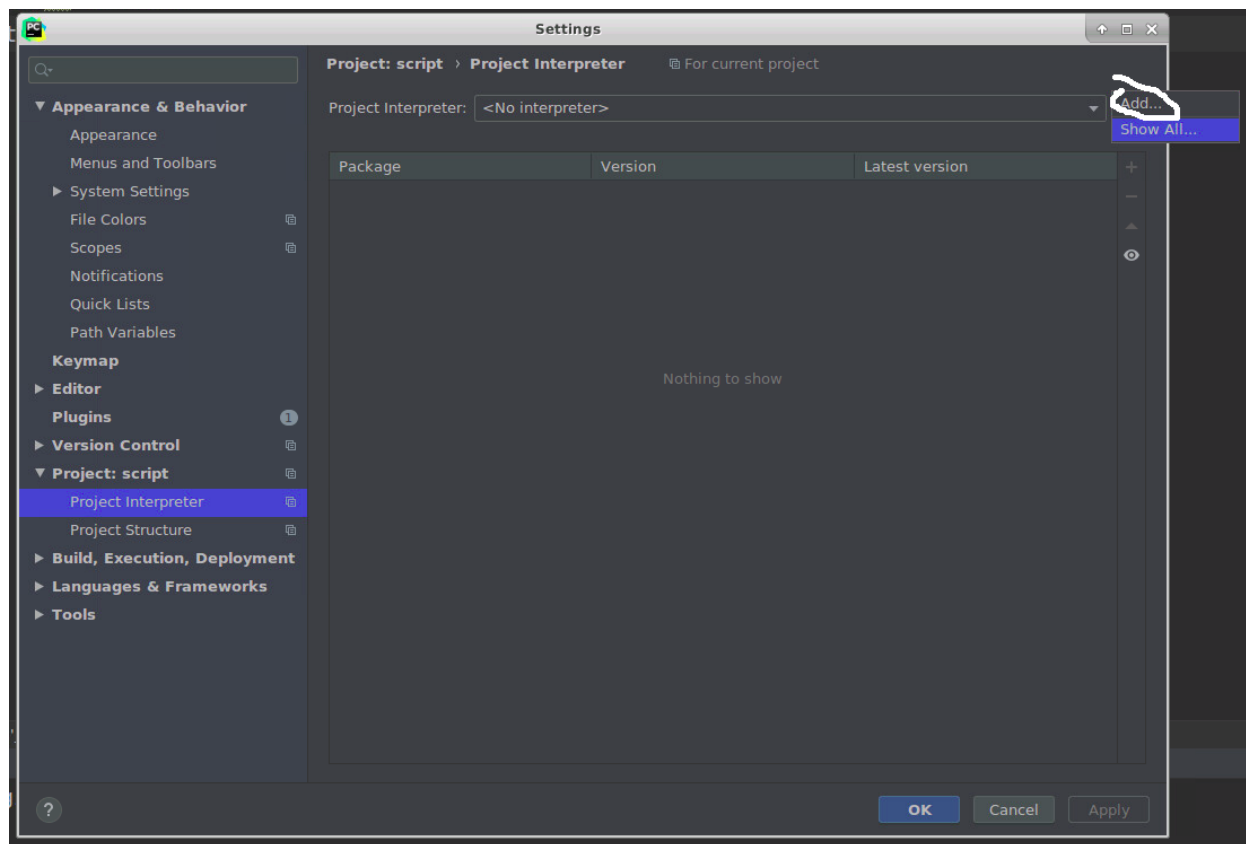 PC
Settings
Project: script › Project Interpreter For current project
Project Interpreter: <No interpreter>
Add...
Show All...
Package Version Latest version
Nothing to show
Appearance & Behavior
Appearance
Menus and Toolbars
System Settings
File Colors
Scopes
Notifications
Quick Lists
Path Variables
Keymap
Editor
Plugins 1
Version Control
Project: script
Project Interpreter
Project Structure
Build, Execution, Deployment
Languages & Frameworks
Tools
?
OK Cancel Apply